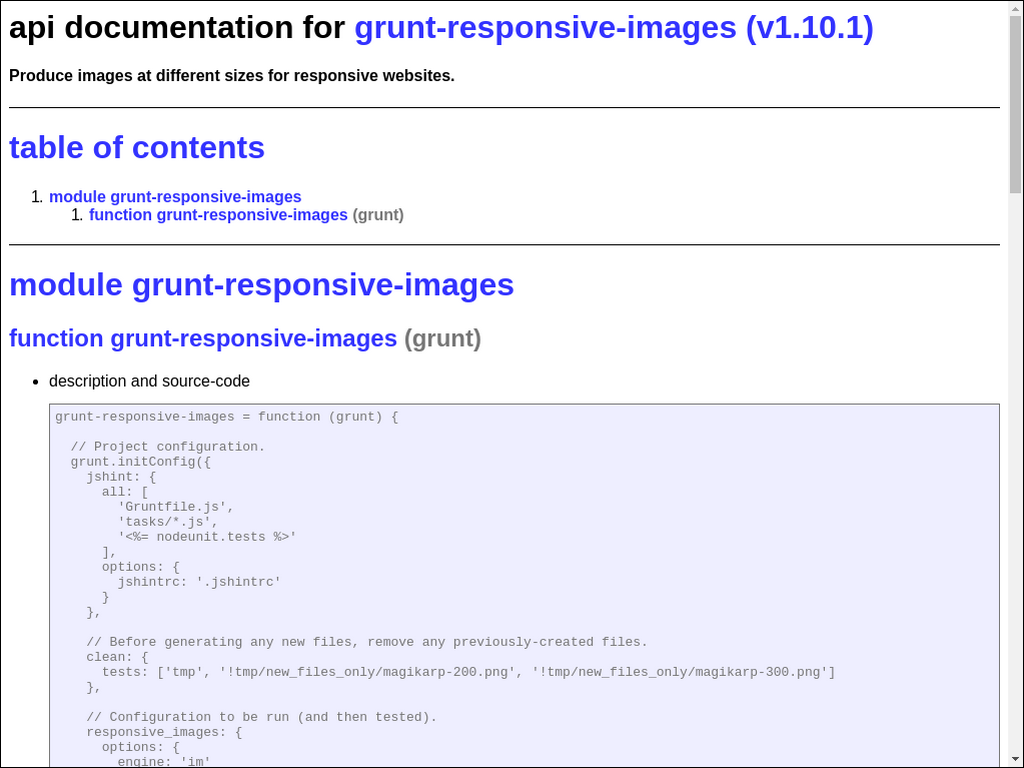 api documentation for grunt-responsive-images (v1.10.1)
Produce images at different sizes for responsive websites.
table of contents
1. module grunt-responsive-images
1. function grunt-responsive-images (grunt)
module grunt-responsive-images
function grunt-responsive-images (grunt)
• description and source-code
grunt-responsive-images = function (grunt) {
// Project configuration.
grunt.initConfig({
jshint: {
all: [
'Gruntfile.js',
'tasks/*.js',
'<%= nodeunit.tests %>'
],
options: {
jshintrc: '.jshintrc'
}
},
// Before generating any new files, remove any previously-created files.
clean: {
tests: ['tmp', '!tmp/new_files_only/magikarp-200.png', '!tmp/new_files_only/magikarp-300.png']
},
// Configuration to be run (and then tested).
responsive_images: {
options: {
engine: 'im'